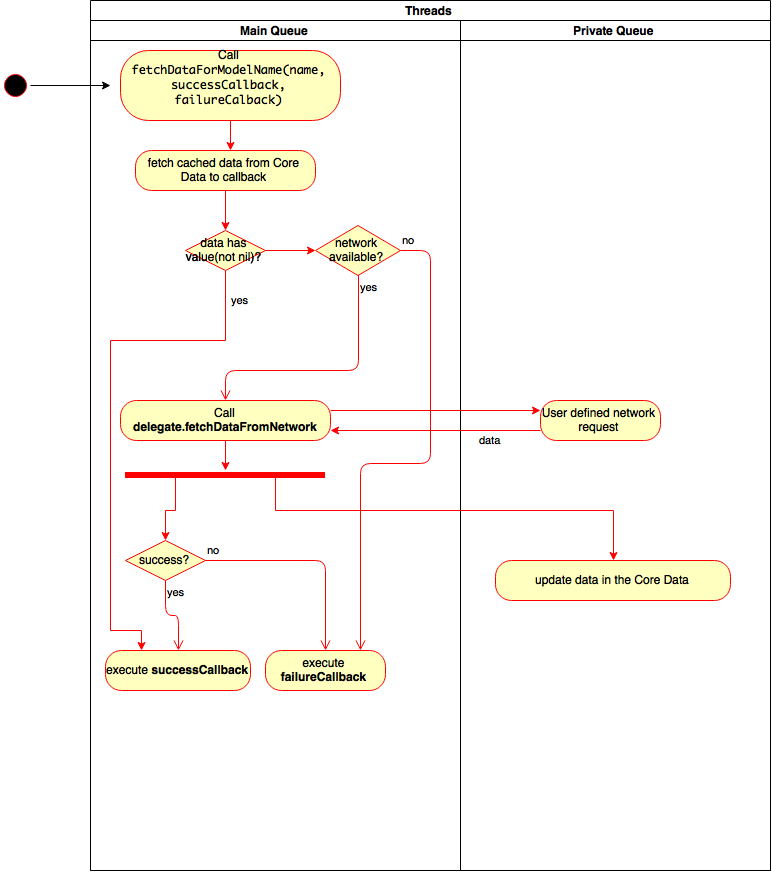 Threads
Main Queue
Private Queue
Call
fetchDataForModelName(name,
successCallback,
failureCalback)
fetch cached data from Core
Data to callback
data has
value(not nil)?
network
available?
no
yes
yes
Call
delegate.fetchDataFromNetwork
User defined network
request
data
success?
no
yes
update data in the Core Data
execute successCallback
execute
failureCallback